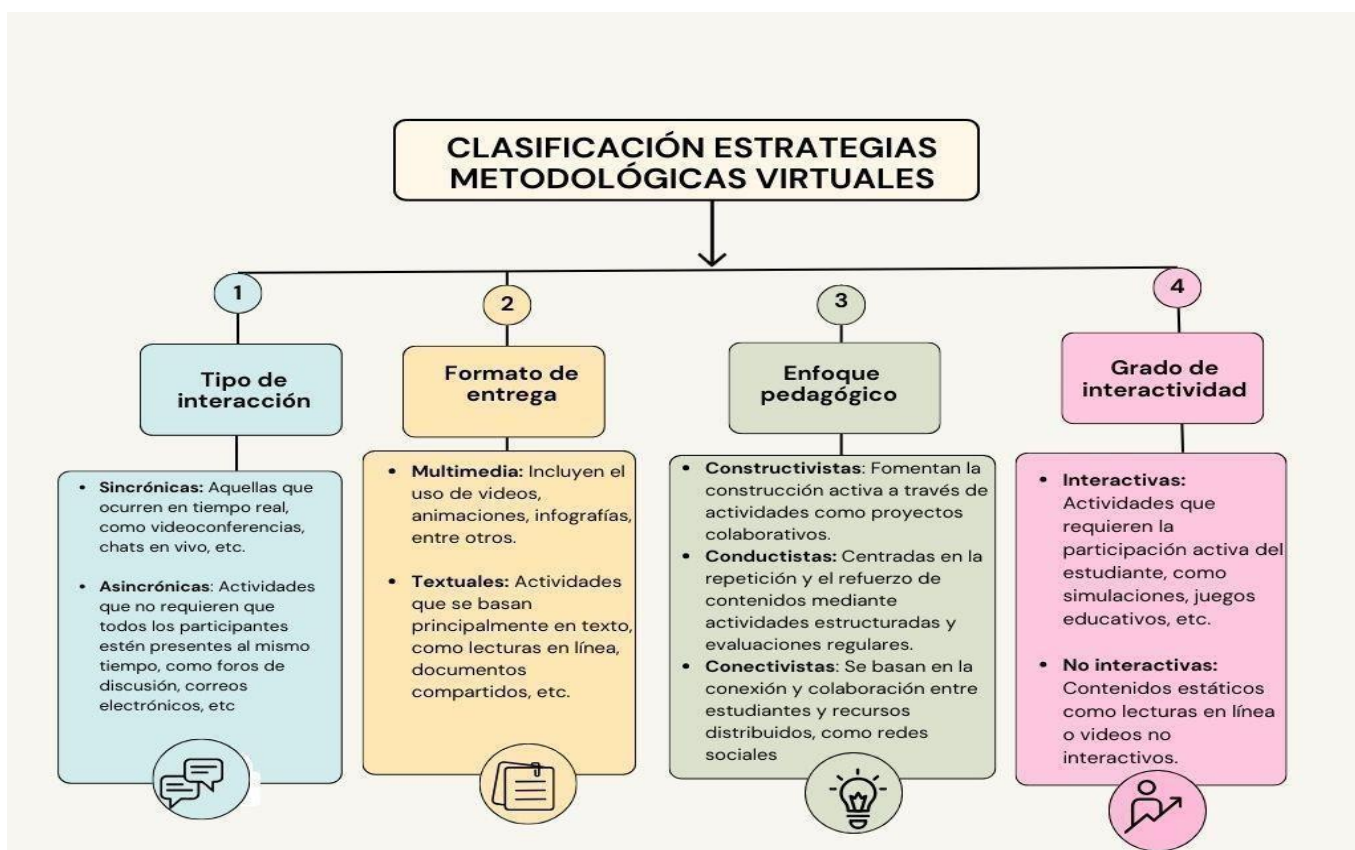 CLASIFICACIÓN ESTRATEGIAS
METODOLÓGICAS VIRTUALES
1
Tipo de
interacción
• Sincrónicas: Aquellas que
ocurren en tiempo real,
como videoconferencias,
chats en vivo, etc.
• Asincrónicas: Actividades
que no requieren que
todos los participantes
estén presentes al mismo
tiempo, como foros de
discusión, correos
electrónicos, etc
2
Formato de
entrega
• Multimedia: Incluyen el
uso de videos,
animaciones, infografías,
entre otros.
• Textuales: Actividades
que se basan
principalmente en texto,
como lecturas en línea,
documentos
compartidos, etc.
3
Enfoque
pedagógico
• Constructivistas: Fomentan la
construcción activa a través de
actividades como proyectos
colaborativos.
• Conductistas: Centradas en la
repetición y el refuerzo de
contenidos mediante
actividades estructuradas y
evaluaciones regulares.
• Conectivistas: Se basan en la
conexión y colaboración entre
estudiantes y recursos
distribuidos, como redes
sociales
4
Grado de
interactividad
• Interactivas:
Actividades que
requieren la
participación activa del
estudiante, como
simulaciones, juegos
educativos, etc.
• No interactivas:
Contenidos estáticos
como lecturas en línea
o videos no
interactivos.